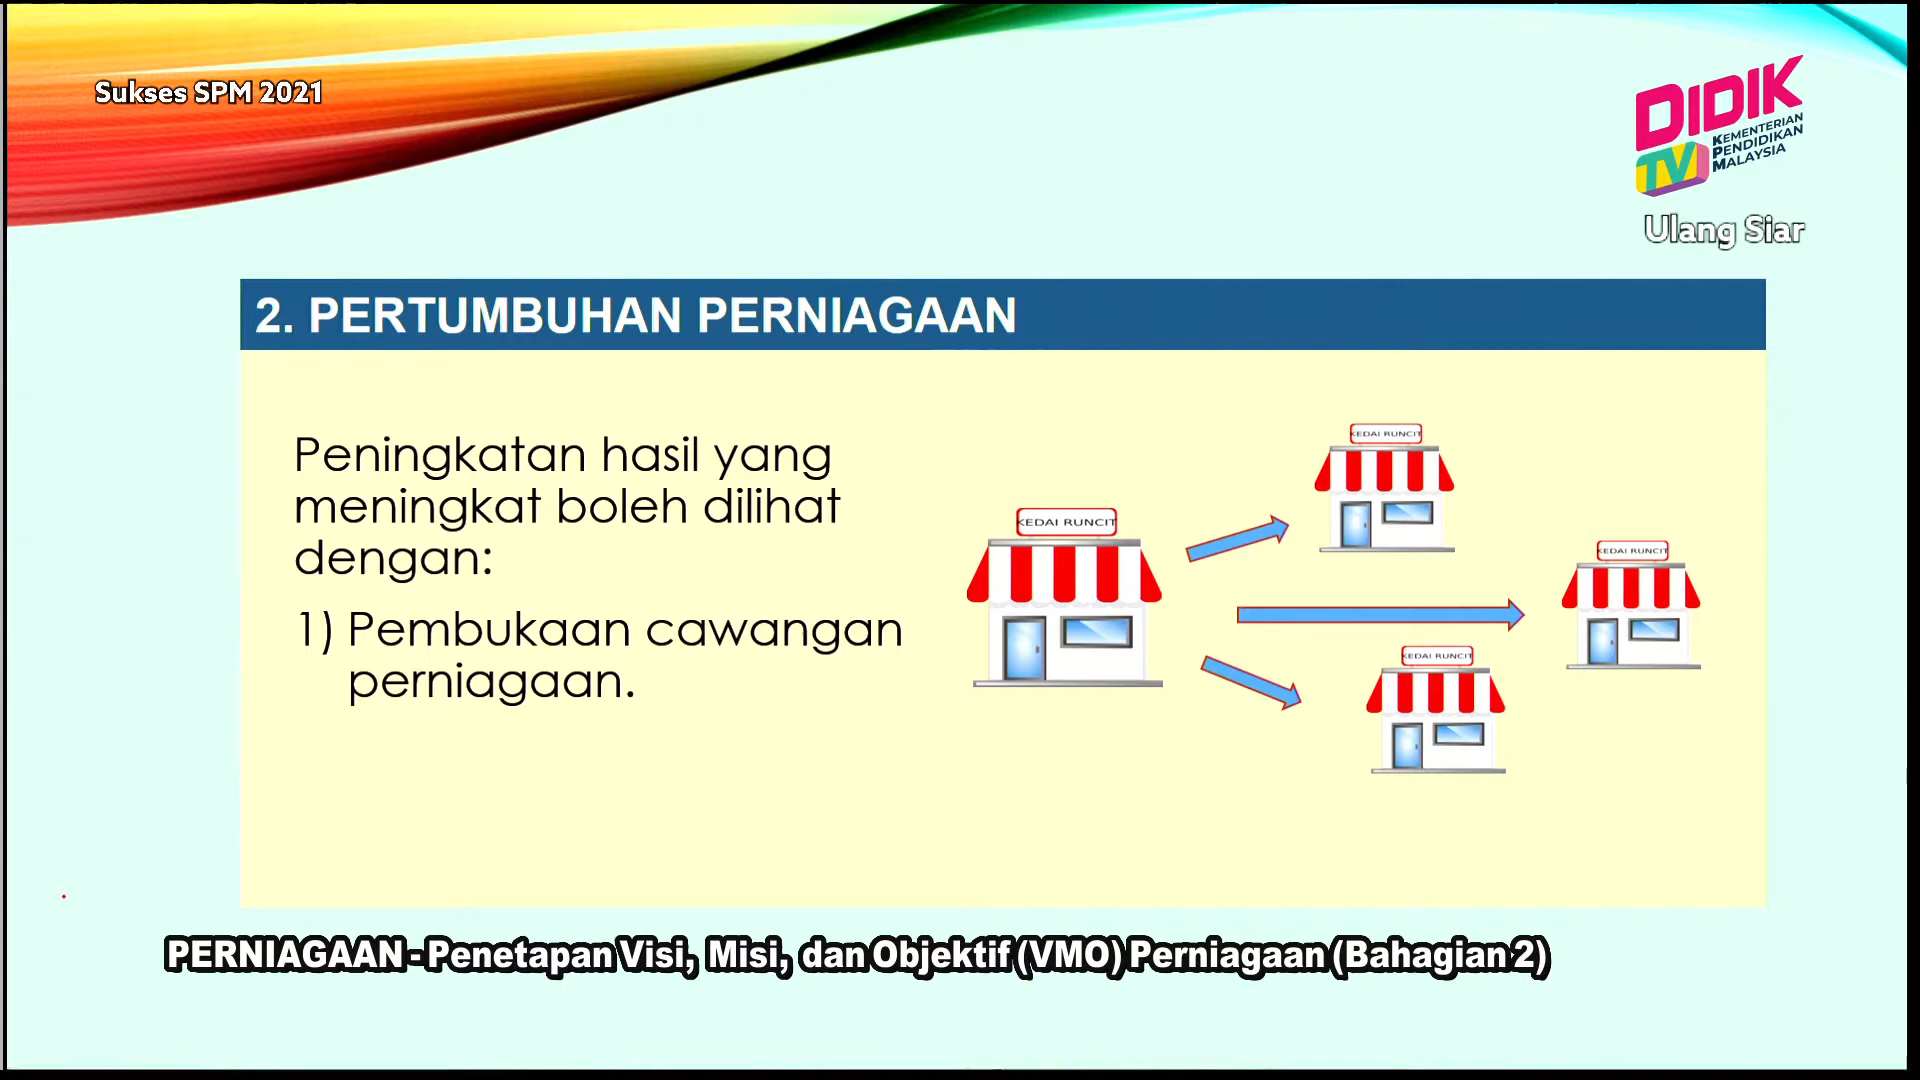 Sukses SPM 2021
DIDIK
TV
KEMENTERIAN
PENDIDIKAN
MALAYSIA
Ulang Siar
2. PERTUMBUHAN PERNIAGAAN
Peningkatan hasil yang
meningkat boleh dilihat
dengan:
1) Pembukaan cawangan
perniagaan.
KEDAI RUNCIT
KEDAI RUNCIT
KEDAI RUNCIT
KEDAI RUNCIT
PERNIAGAAN - Penetapan Visi, Misi, dan Objektif (VMO) Perniagaan (Bahagian 2)